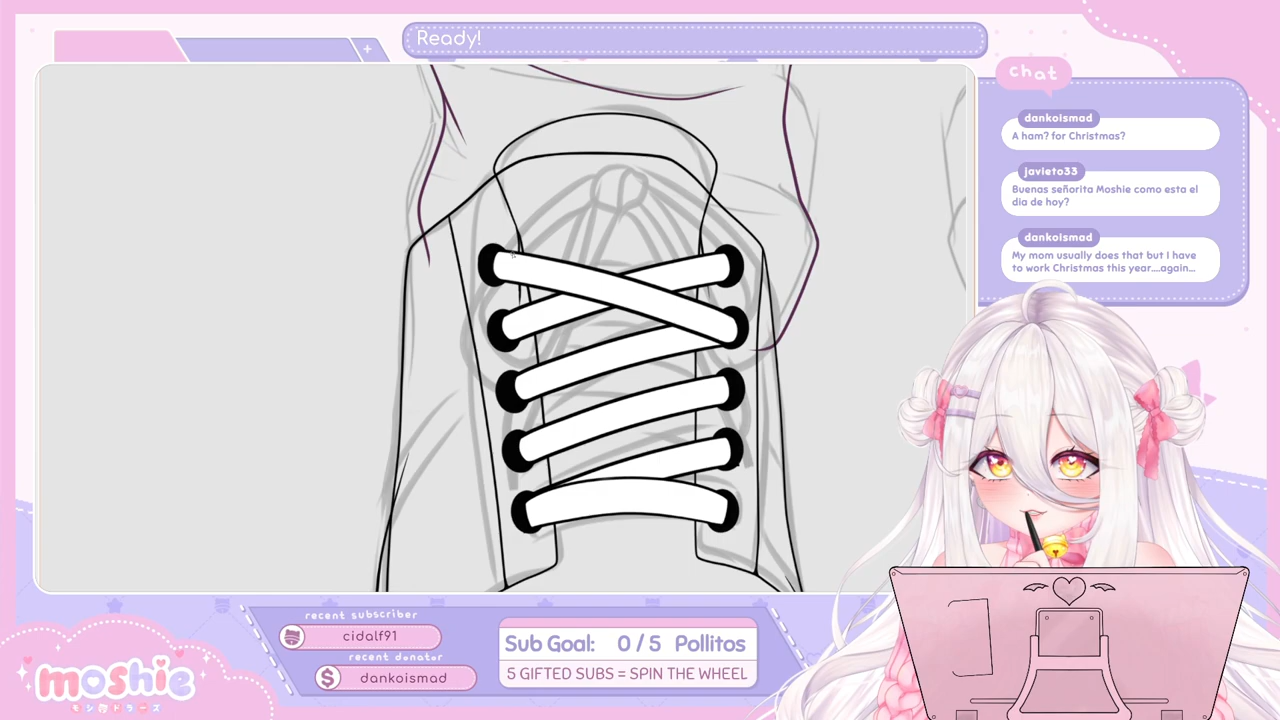 Ready!
+
chat
dankoismad
A ham? for Christmas?
javieto33
Buenas señorita Moshie como esta el
dia de hoy?
dankoismad
My mom usually does that but I have
to work Christmas this year....again...
recent subscriber
cidalf91
recent donator
$
dankoismad
Sub Goal: 0 / 5 Pollitos
5 GIFTED SUBS = SPIN THE WHEEL
moshie